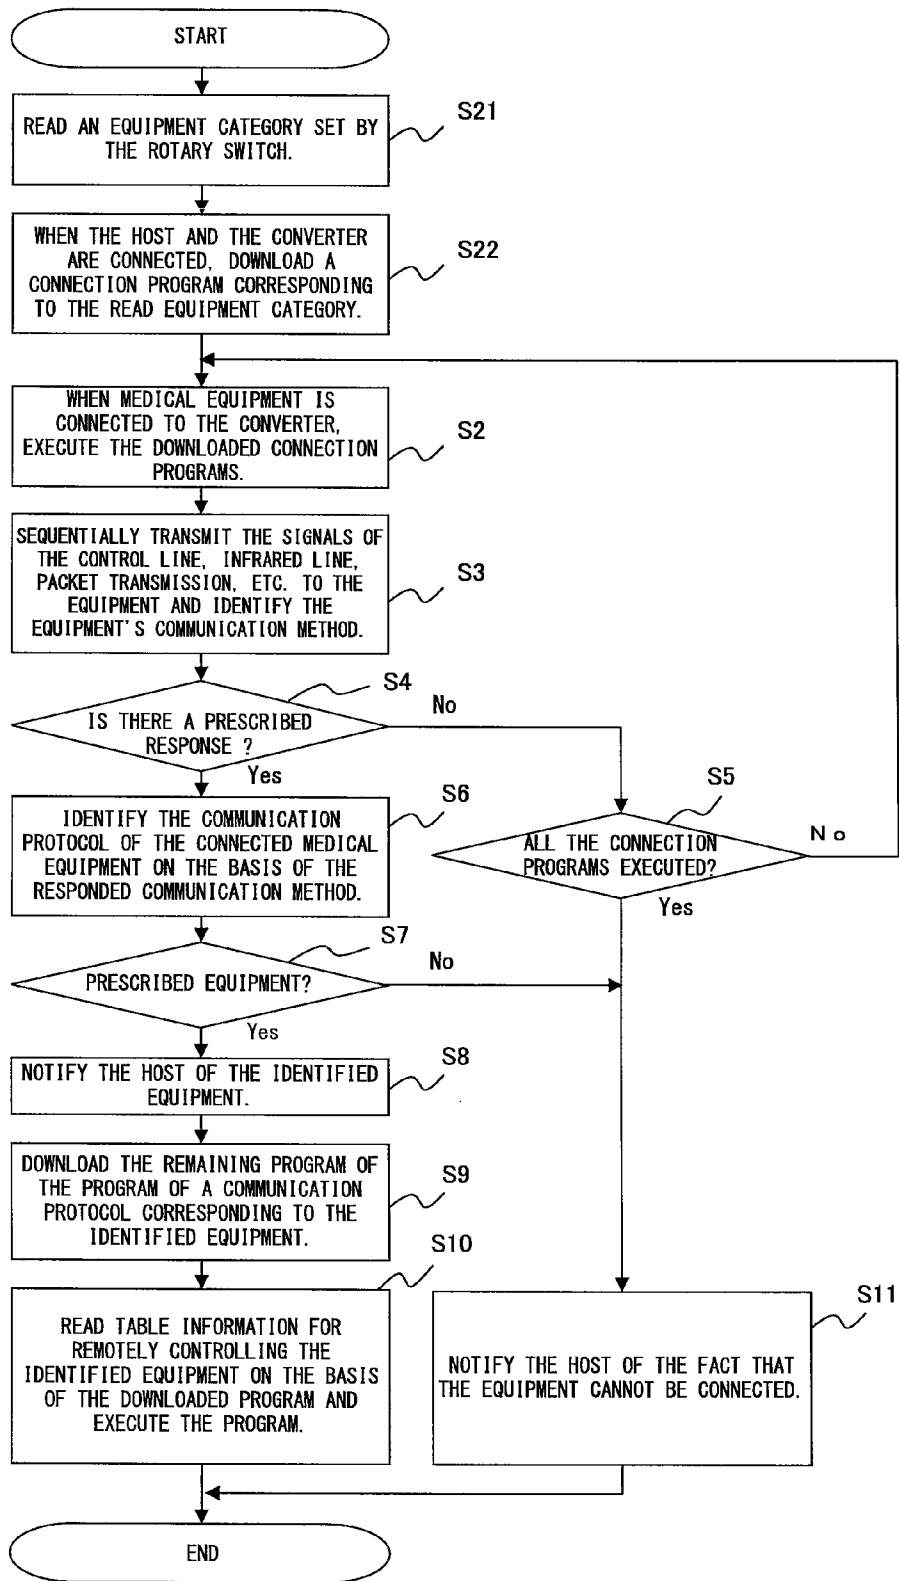 START
READ AN EQUIPMENT CATEGORY SET BY
THE ROTARY SWITCH.
S21
WHEN THE HOST AND THE CONVERTER
ARE CONNECTED, DOWNLOAD A
CONNECTION PROGRAM CORRESPONDING
TO THE READ EQUIPMENT CATEGORY.
S22
WHEN MEDICAL EQUIPMENT IS
CONNECTED TO THE CONVERTER,
EXECUTE THE DOWNLOADED CONNECTION
PROGRAMS.
S2
SEQUENTIALLY TRANSMIT THE SIGNALS OF
THE CONTROL LINE, INFRARED LINE,
PACKET TRANSMISSION, ETC. TO THE
EQUIPMENT AND IDENTIFY THE
EQUIPMENT'S COMMUNICATION METHOD.
S3
IS THERE A PRESCRIBED
RESPONSE ?
S4
No
Yes
ALL THE CONNECTION
PROGRAMS EXECUTED?
S5
No
Yes
IDENTIFY THE COMMUNICATION
PROTOCOL OF THE CONNECTED MEDICAL
EQUIPMENT ON THE BASIS OF THE
RESPONDED COMMUNICATION METHOD.
S6
PRESCRIBED EQUIPMENT?
S7
No
Yes
NOTIFY THE HOST OF THE IDENTIFIED
EQUIPMENT.
S8
DOWNLOAD THE REMAINING PROGRAM OF
THE PROGRAM OF A COMMUNICATION
PROTOCOL CORRESPONDING TO THE
IDENTIFIED EQUIPMENT.
S9
READ TABLE INFORMATION FOR
REMOTELY CONTROLLING THE
IDENTIFIED EQUIPMENT ON THE BASIS
OF THE DOWNLOADED PROGRAM AND
EXECUTE THE PROGRAM.
S10
NOTIFY THE HOST OF THE FACT THAT
THE EQUIPMENT CANNOT BE CONNECTED.
S11
END